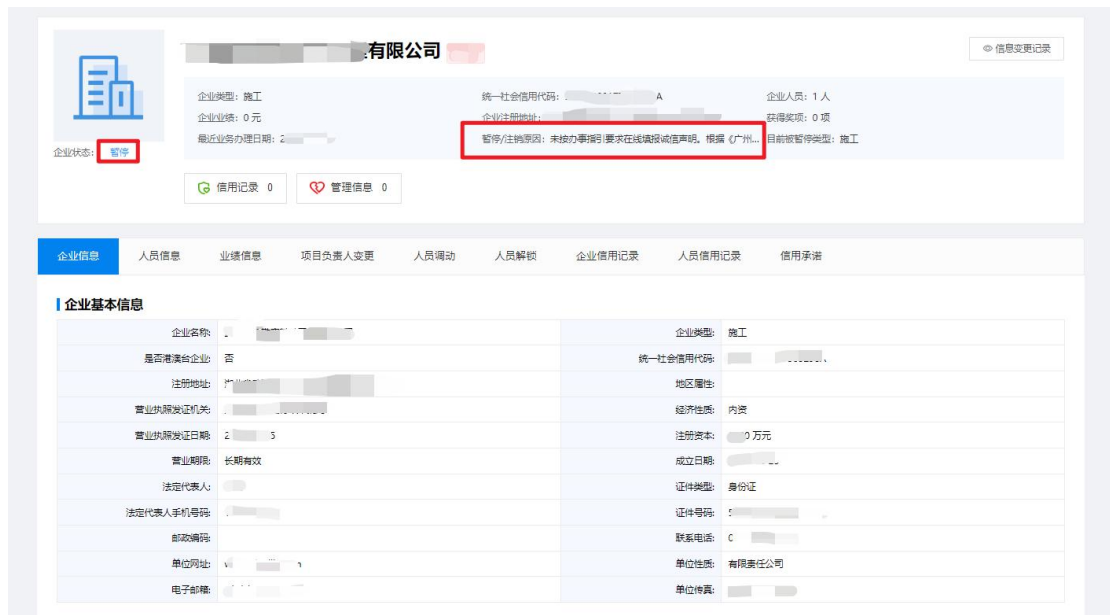 有限公司
信息变更记录
企业类型: 施工
统一社会信用代码:
A
企业人员: 1 人
企业业绩: 0 元
企业注册地址:
获得奖项: 0 项
最近业务办理日期: 2
暂停/注销原因: 未按办事指引要求在线填报诚信声明。根据《广州...
目前被暂停类型: 施工
企业状态: 暂停
信用记录 0
管理信息 0
企业信息
人员信息
业绩信息
项目负责人变更
人员调动
人员解锁
企业信用记录
人员信用记录
信用承诺
企业基本信息
企业名称:
企业类型: 施工
是否港澳台企业: 否
统一社会信用代码:
注册地址:
地区属性:
营业执照发证机关:
经济性质: 内资
营业执照发证日期: 2 5
注册资本: 0 万元
营业期限: 长期有效
成立日期:
法定代表人:
证件类型: 身份证
法定代表人手机号码:
证件号码: 5
邮政编码:
联系电话: 0
单位网址:
单位性质: 有限责任公司
电子邮箱:
单位传真: